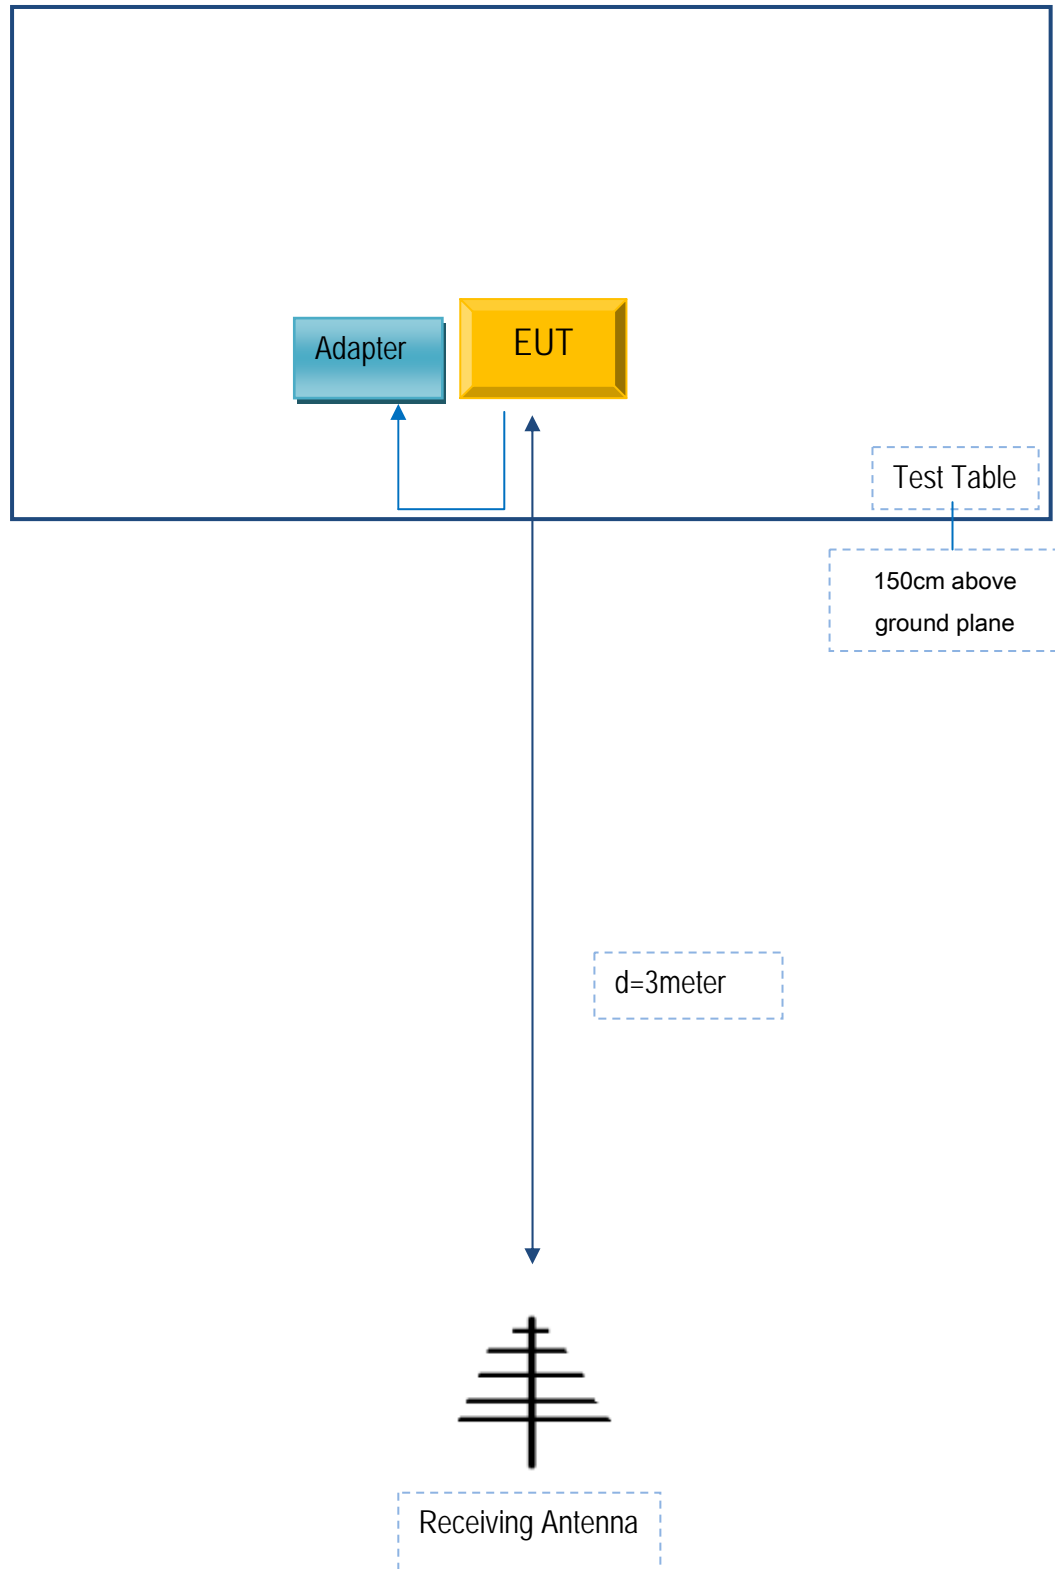 Adapter
EUT
Test Table
150cm above
ground plane
d=3meter
Receiving Antenna